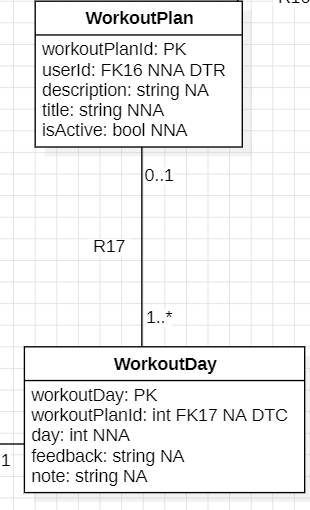 WorkoutPlan
workoutPlanId: PK
userId: FK16 NNA DTR
description: string NA
title: string NNA
isActive: bool NNA
0..1
R17
1..*
WorkoutDay
workoutDay: PK
workoutPlanId: int FK17 NA DTC
day: int NNA
feedback: string NA
note: string NA
1